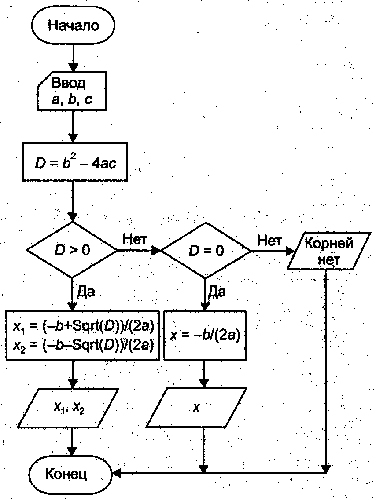 Начало
Ввод
a, b, c
D = b² – 4ac
D > 0
Нет
D = 0
Нет
Корней
нет
Да
Да
x₁ = (–b+Sqrt(D))/(2a)
x₂ = (–b–Sqrt(D))/(2a)
x = –b/(2a)
x₁, x₂
x
Конец